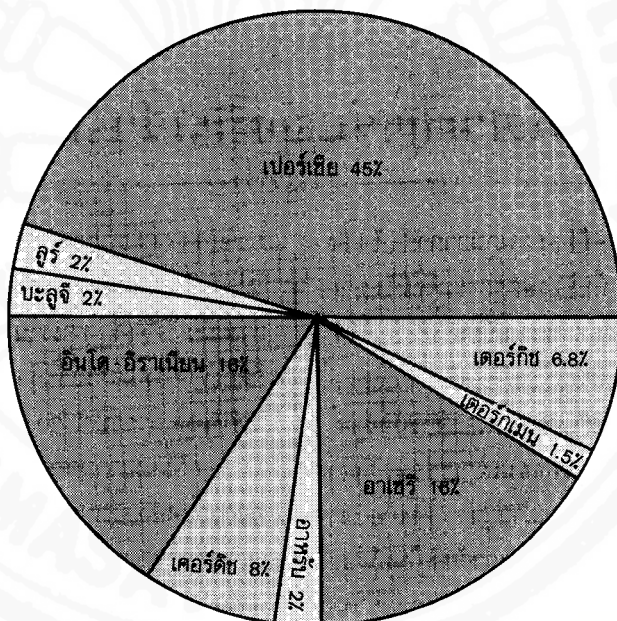 เปอร์เซีย 45%
ลูร์ 2%
บะลูจี 2%
อินโด-อิราเนียน 16%
เคอร์ดิช 8%
อาหรับ 2%
อาเซรี 16%
เตอร์กเมน 1.5%
เตอร์กิช 6.8%